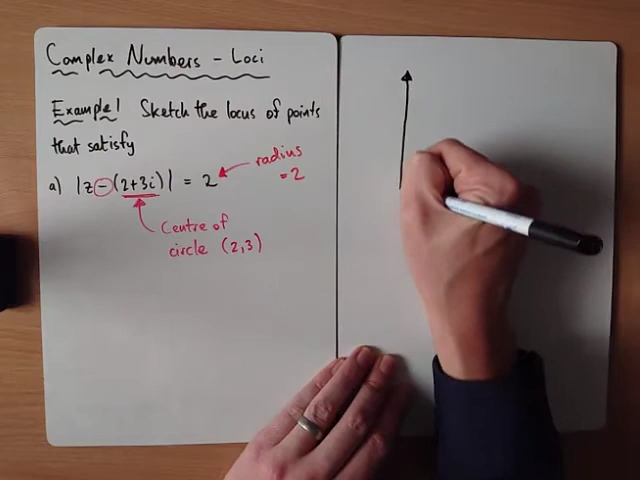 Complex Numbers - Loci
Example 1 Sketch the locus of points
that satisfy
a) |z-(2+3i)| = 2
radius
= 2
Centre of
circle (2,3)